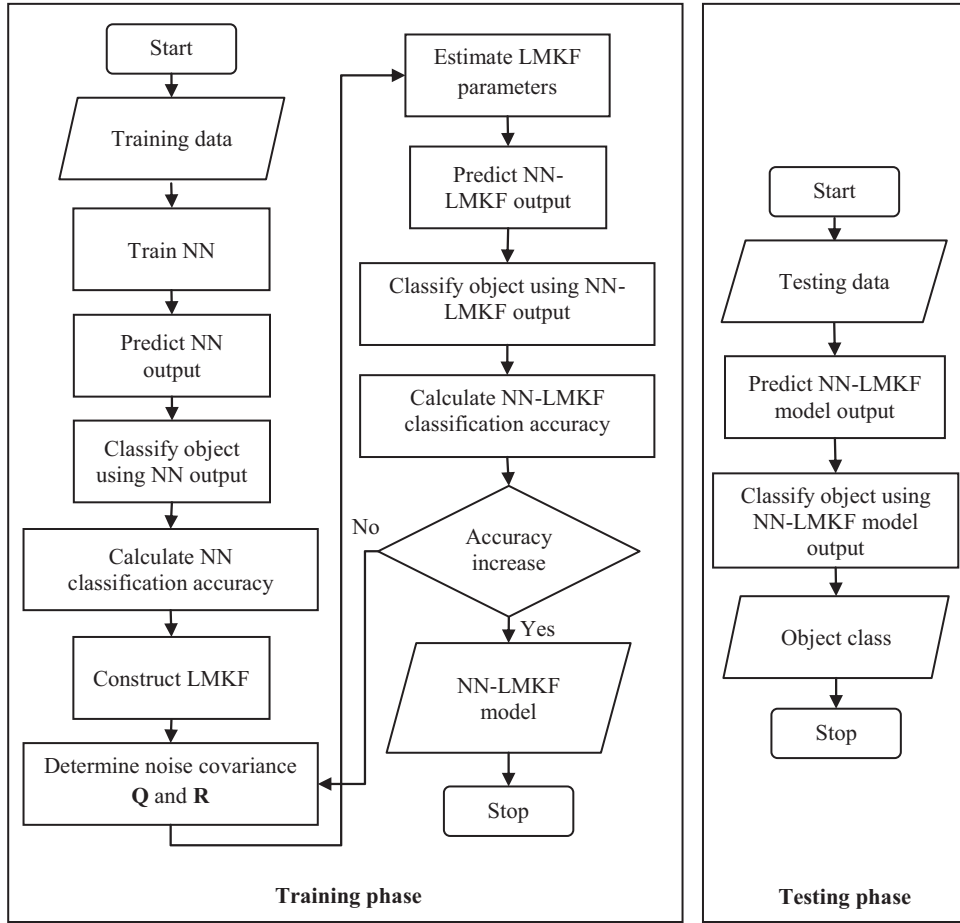 Start
Training data
Train NN
Predict NN
output
Classify object
using NN output
Calculate NN
classification accuracy
Construct LMKF
Determine noise covariance
Q and R
Estimate LMKF
parameters
Predict NN-
LMKF output
Classify object using NN-
LMKF output
Calculate NN-LMKF
classification accuracy
Accuracy
increase
No
Yes
NN-LMKF
model
Stop
Training phase
Start
Testing data
Predict NN-LMKF
model output
Classify object using
NN-LMKF model
output
Object class
Stop
Testing phase